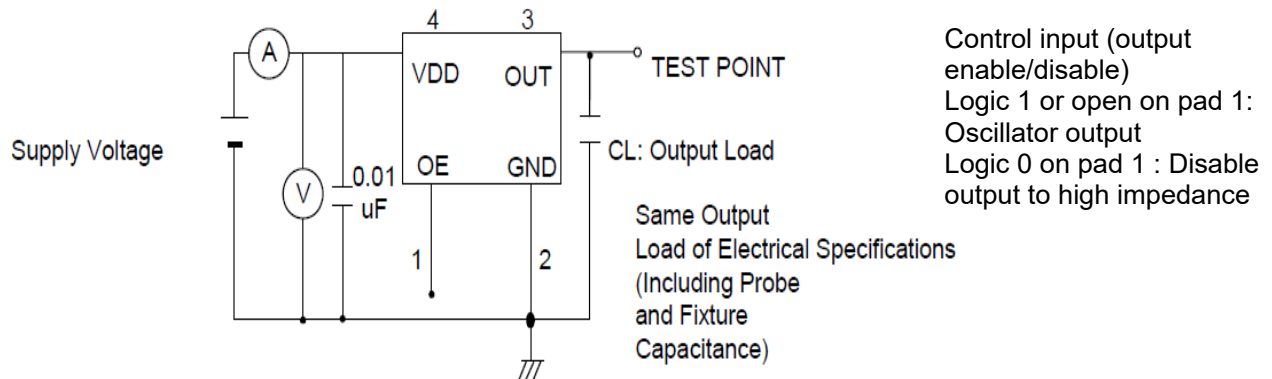 4
3
A
VDD
OUT
TEST POINT
Supply Voltage
V
0.01
uF
OE
GND
CL: Output Load
1
2
Same Output
Load of Electrical Specifications
(Including Probe
and Fixture
Capacitance)
Control input (output
enable/disable)
Logic 1 or open on pad 1:
Oscillator output
Logic 0 on pad 1 : Disable
output to high impedance